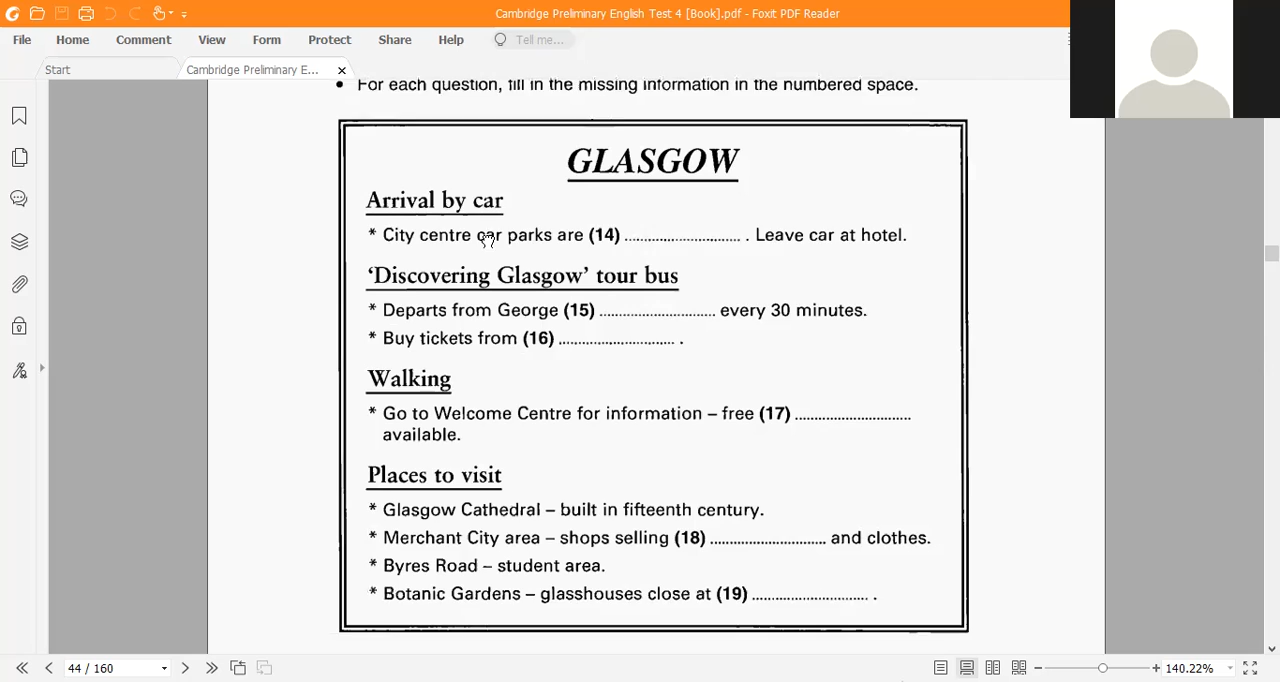 Cambridge Preliminary English Test 4 [Book].pdf - Foxit PDF Reader
File Home Comment View Form Protect Share Help Tell me...
Start Cambridge Preliminary E...
• For each question, fill in the missing information in the numbered space.
GLASGOW
Arrival by car
* City centre car parks are (14) .............................. . Leave car at hotel.
‘Discovering Glasgow’ tour bus
* Departs from George (15) .............................. every 30 minutes.
* Buy tickets from (16) .............................. .
Walking
* Go to Welcome Centre for information – free (17) ..............................
available.
Places to visit
* Glasgow Cathedral – built in fifteenth century.
* Merchant City area – shops selling (18) .............................. and clothes.
* Byres Road – student area.
* Botanic Gardens – glasshouses close at (19) .............................. .
44 / 160 140.22%